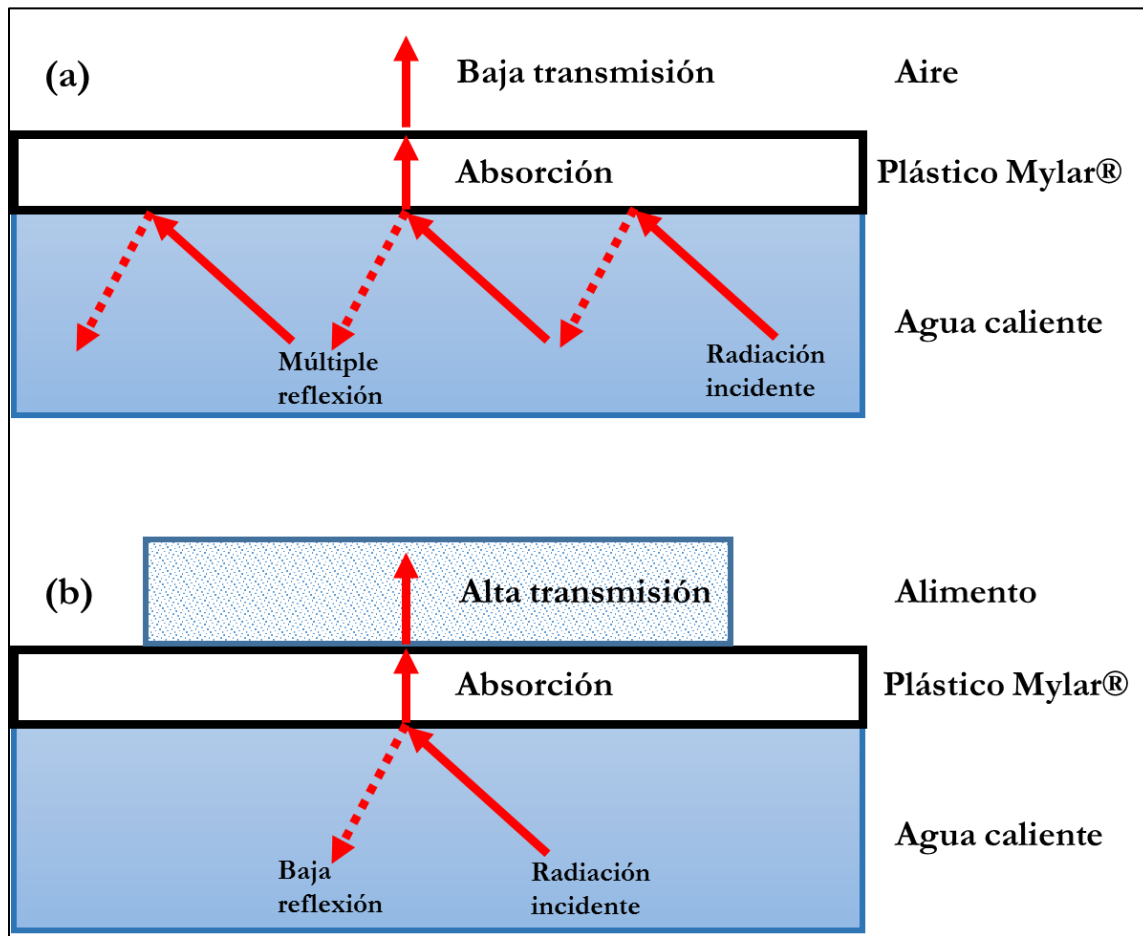 (a)
Baja transmisión
Aire
Absorción
Plástico Mylar®
Múltiple
reflexión
Radiación
incidente
Agua caliente
(b)
Alta transmisión
Alimento
Absorción
Plástico Mylar®
Baja
reflexión
Radiación
incidente
Agua caliente